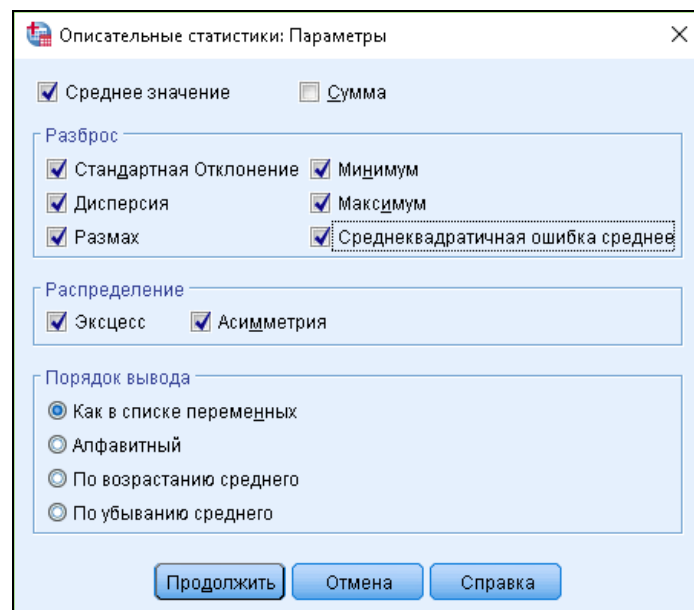 Описательные статистики: Параметры
Среднее значение Сумма
Разброс
Стандартная Отклонение Минимум
Дисперсия Максимум
Размах Среднеквадратичная ошибка среднее
Распределение
Эксцесс Асимметрия
Порядок вывода
Как в списке переменных
Алфавитный
По возрастанию среднего
По убыванию среднего
Продолжить Отмена Справка